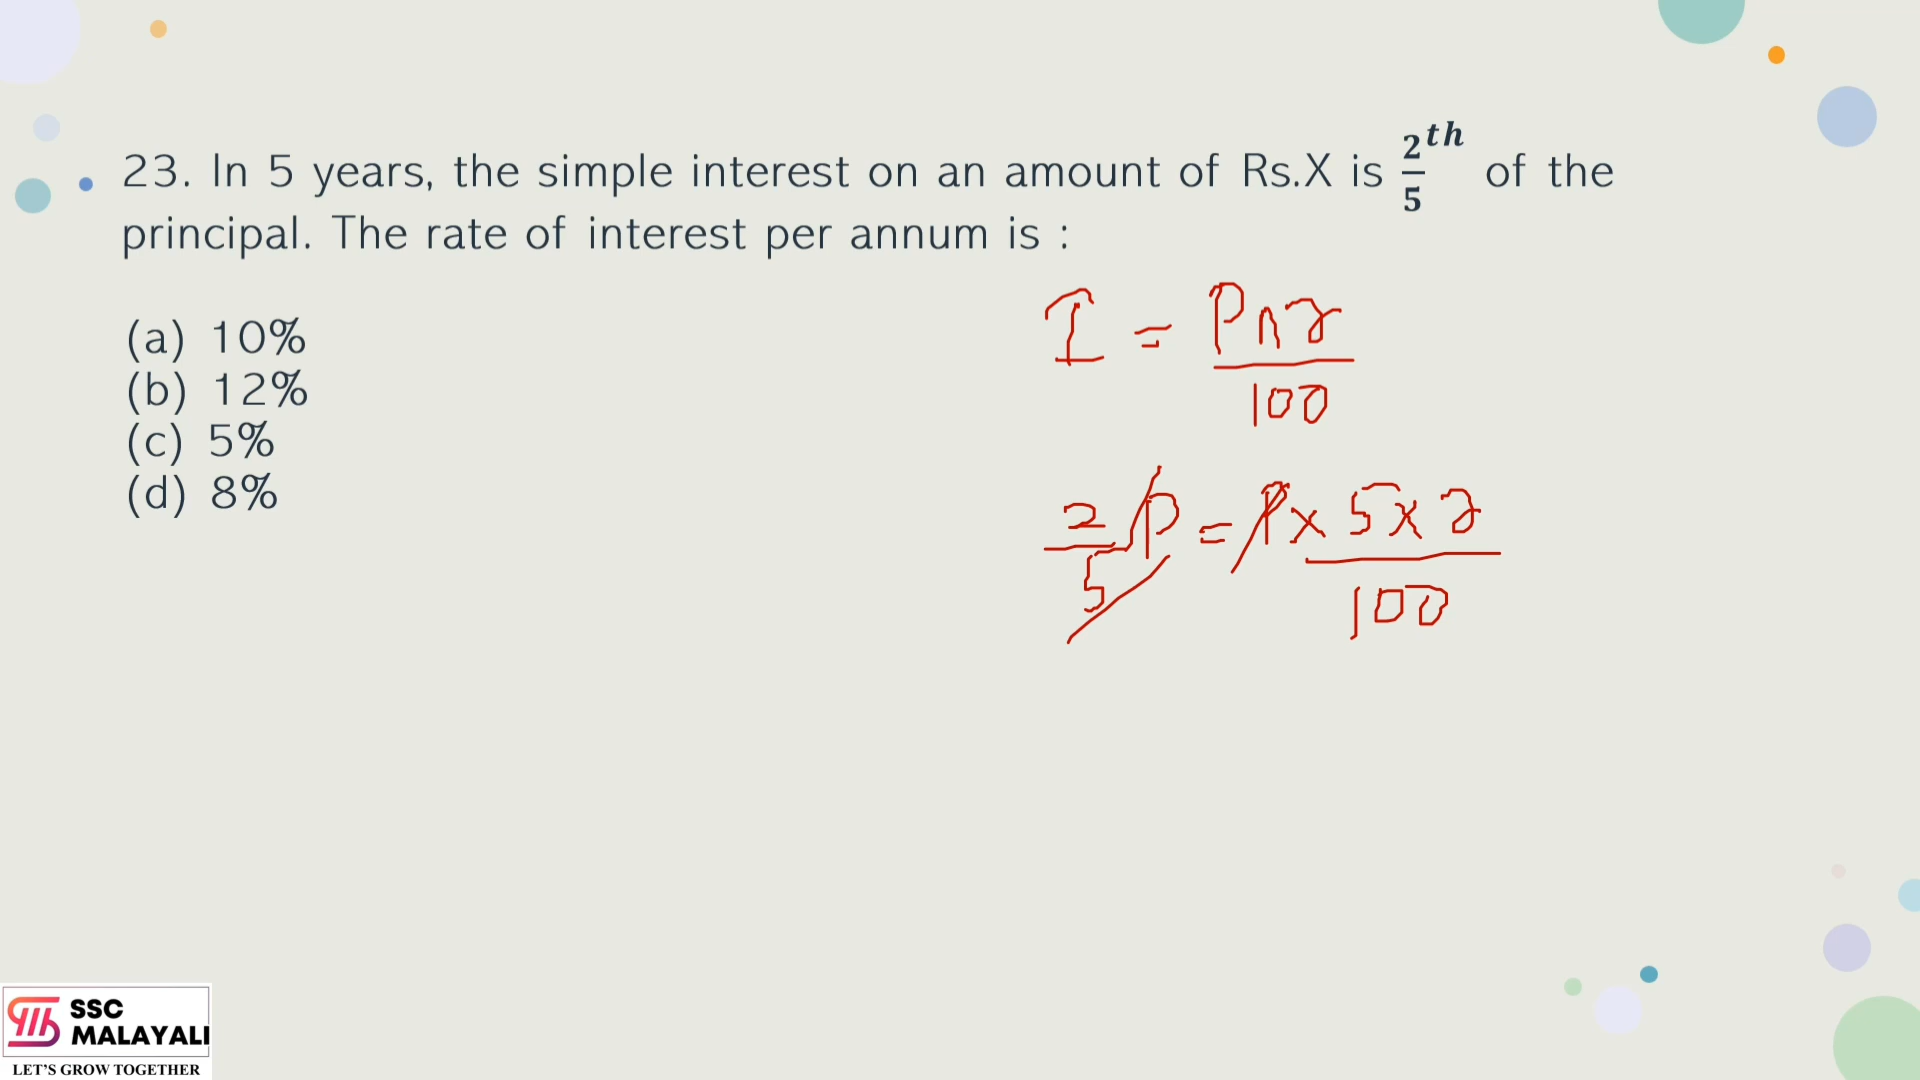 • 23. In 5 years, the simple interest on an amount of Rs.X is 2/5 th of the
principal. The rate of interest per annum is :
(a) 10%
(b) 12%
(c) 5%
(d) 8%
I = Pnr/100
2/5 P = P x 5 x r/100
SSC
MALAYALI
LET'S GROW TOGETHER